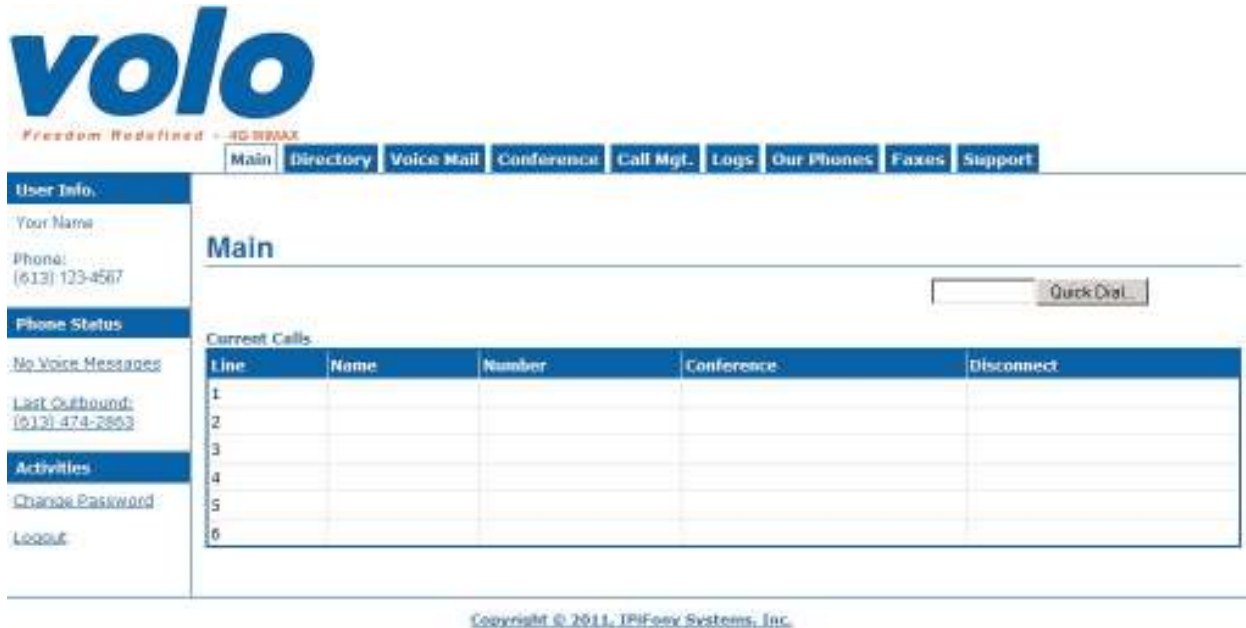 volo
Freedom Redefined - 4G WiMAX
Main Directory Voice Mail Conference Call Mgt. Logs Our Phones Faxes Support
User Info.
Your Name
Phone:
(613) 123-4567
Phone Status
No Voice Messages
Last Outbound:
(613) 474-2863
Activities
Change Password
Logout
Main
Quick Dial...
Current Calls
Line Name Number Conference Disconnect
1
2
3
4
5
6
Copyright © 2011, IPiFony Systems, Inc.